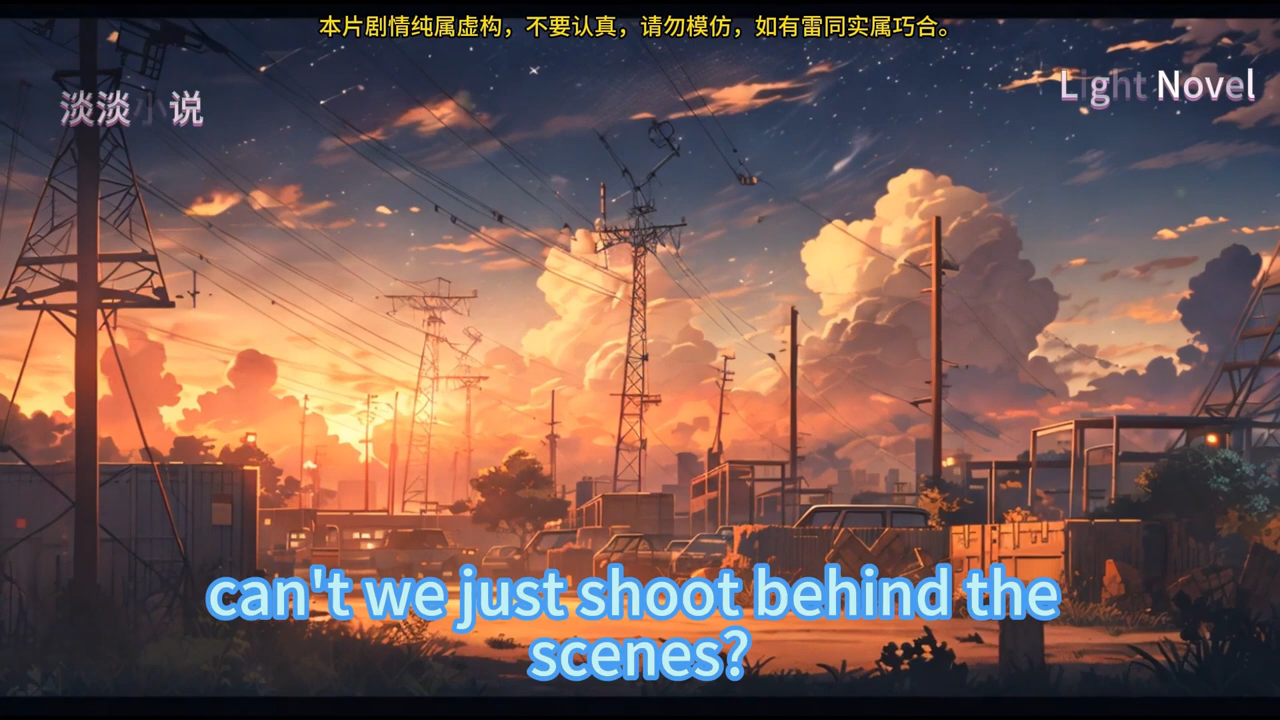 本片剧情纯属虚构，不要认真，请勿模仿，如有雷同实属巧合。
淡淡小说
Light Novel
can't we just shoot behind the
scenes?